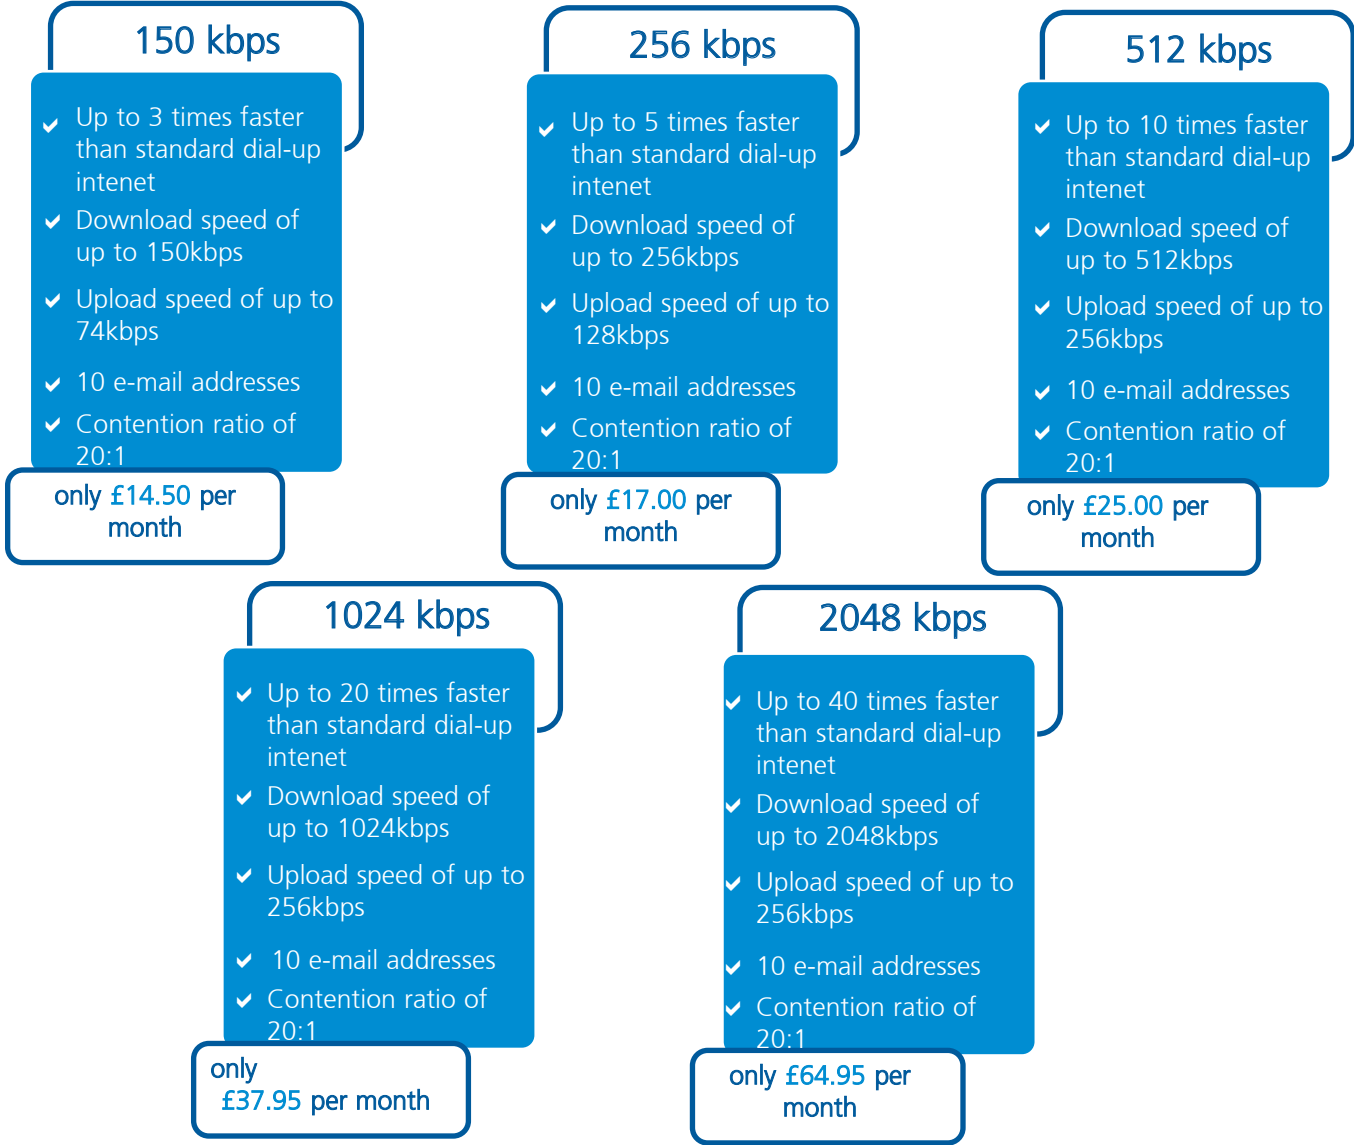 150 kbps
Up to 3 times faster
than standard dial-up
intenet
Download speed of
up to 150kbps
Upload speed of up to
74kbps
10 e-mail addresses
Contention ratio of
20:1
only £14.50 per
month
256 kbps
Up to 5 times faster
than standard dial-up
intenet
Download speed of
up to 256kbps
Upload speed of up to
128kbps
10 e-mail addresses
Contention ratio of
20:1
only £17.00 per
month
512 kbps
Up to 10 times faster
than standard dial-up
intenet
Download speed of
up to 512kbps
Upload speed of up to
256kbps
10 e-mail addresses
Contention ratio of
20:1
only £25.00 per
month
1024 kbps
Up to 20 times faster
than standard dial-up
intenet
Download speed of
up to 1024kbps
Upload speed of up to
256kbps
10 e-mail addresses
Contention ratio of
20:1
only
£37.95 per month
2048 kbps
Up to 40 times faster
than standard dial-up
intenet
Download speed of
up to 2048kbps
Upload speed of up to
256kbps
10 e-mail addresses
Contention ratio of
20:1
only £64.95 per
month